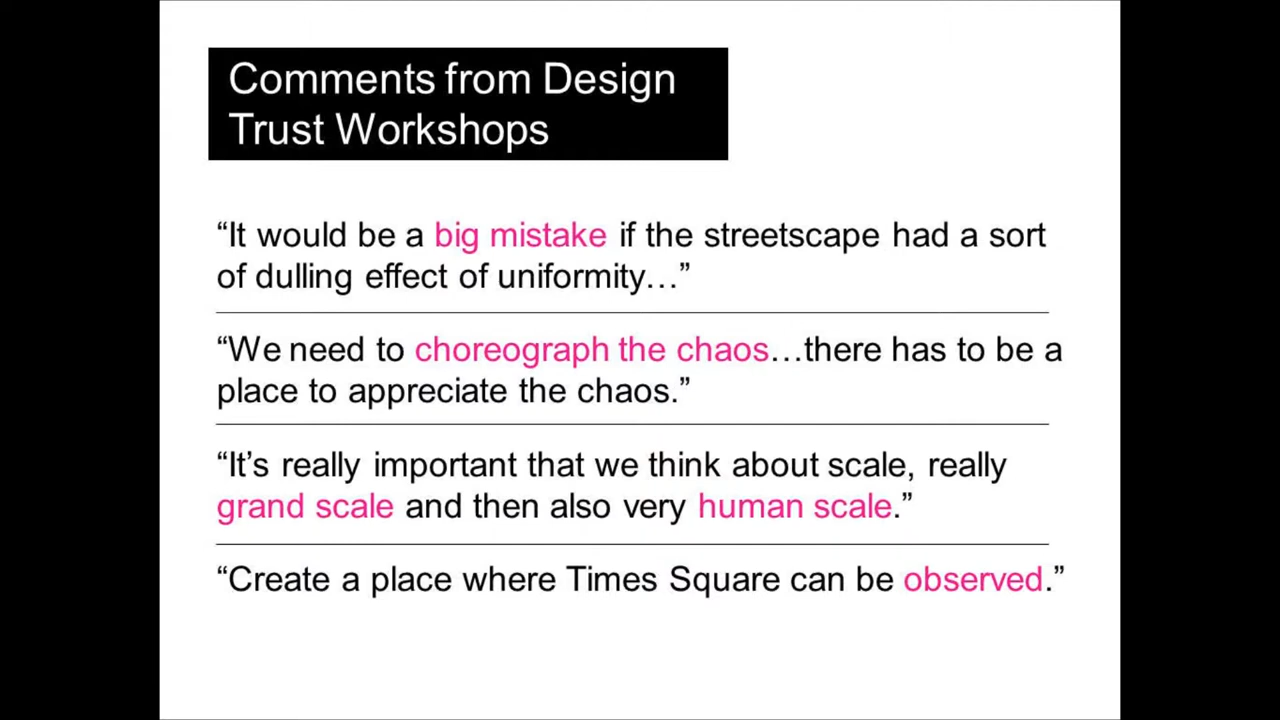 Comments from Design
Trust Workshops
“It would be a big mistake if the streetscape had a sort
of dulling effect of uniformity…”
“We need to choreograph the chaos…there has to be a
place to appreciate the chaos.”
“It’s really important that we think about scale, really
grand scale and then also very human scale.”
“Create a place where Times Square can be observed.”